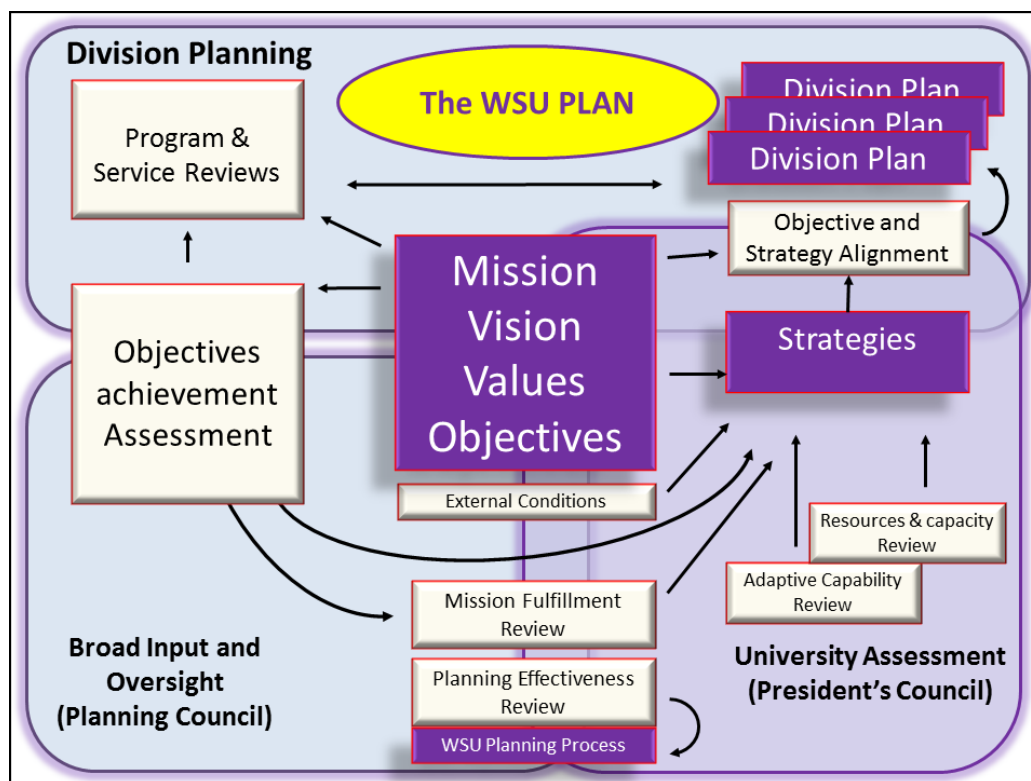 Division Planning
The WSU PLAN
Division Plan
Division Plan
Division Plan
Program &
Service Reviews
Objective and
Strategy Alignment
Mission
Vision
Values
Objectives
Strategies
Objectives
achievement
Assessment
External Conditions
Resources & capacity
Review
Adaptive Capability
Review
Mission Fulfillment
Review
Broad Input and
Oversight
(Planning Council)
University Assessment
(President's Council)
Planning Effectiveness
Review
WSU Planning Process